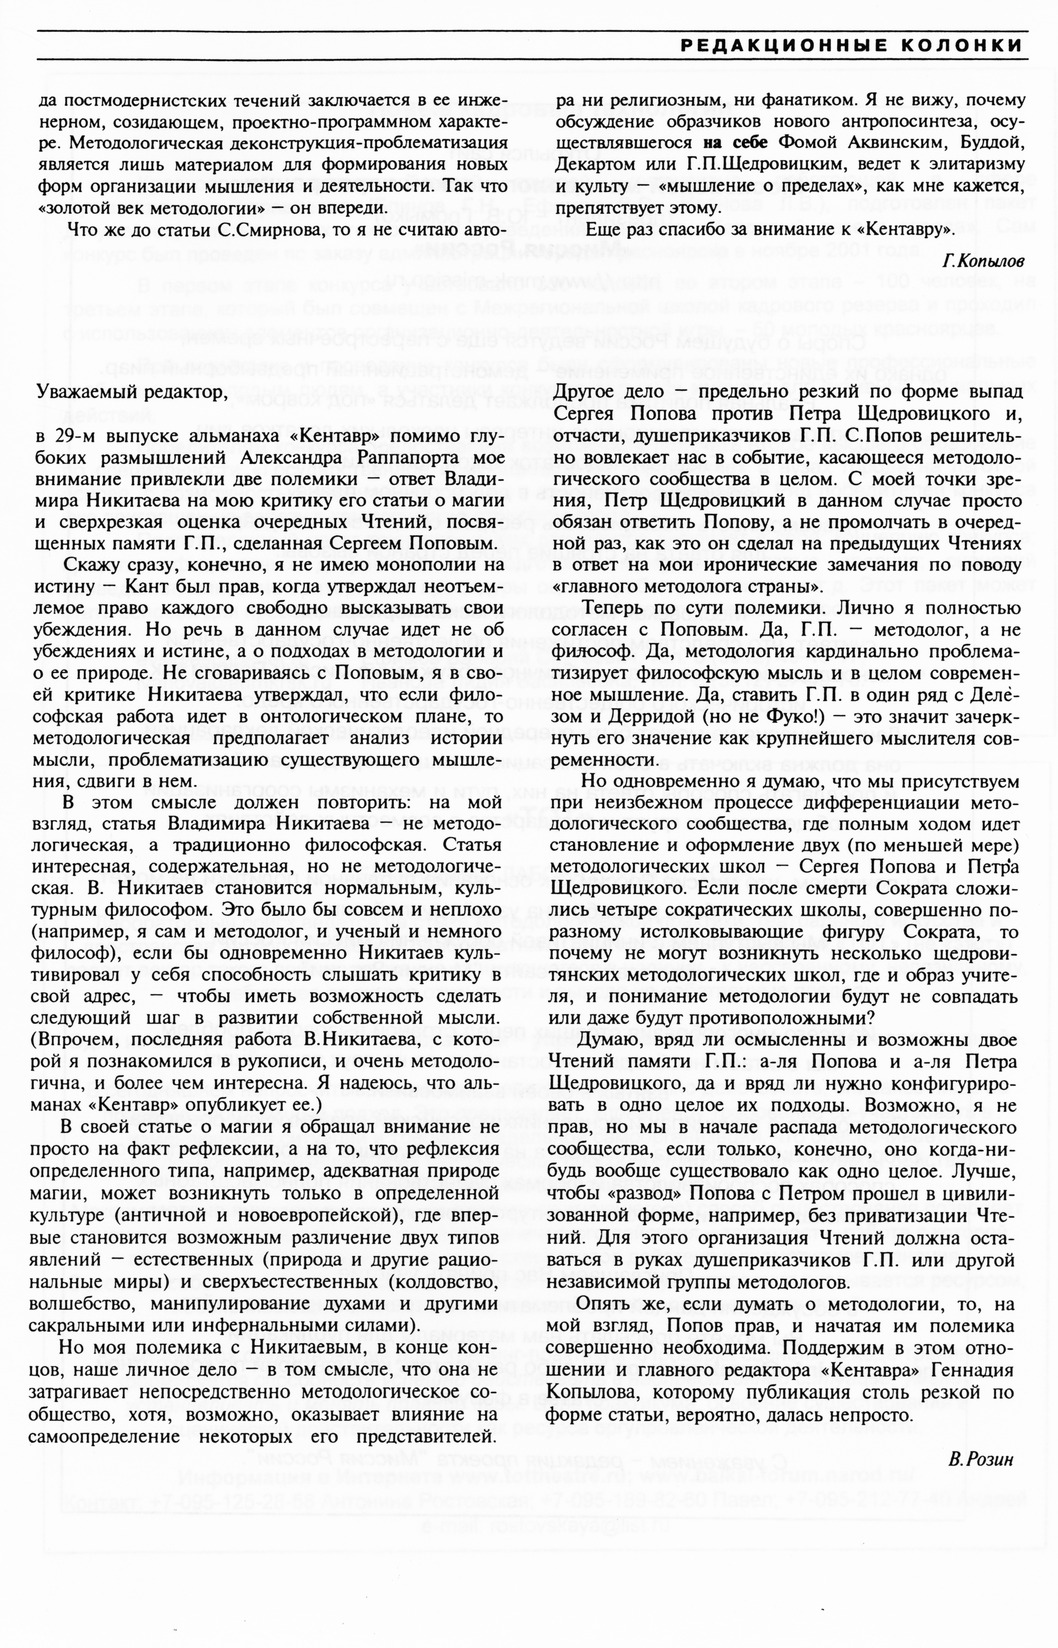 РЕДАКЦИОННЫЕ КОЛОНКИ
да постмодернистских течений заключается в ее инже-
нерном, созидающем, проектно-программном характе-
ре. Методологическая деконструкция-проблематизация
является лишь материалом для формирования новых
форм организации мышления и деятельности. Так что
«золотой век методологии» — он впереди.
Что же до статьи С.Смирнова, то я не считаю авто-
ра ни религиозным, ни фанатиком. Я не вижу, почему
обсуждение образчиков нового антропосинтеза, осу-
ществлявшегося на себе Фомой Аквинским, Буддой,
Декартом или Г.П.Щедровицким, ведет к элитаризму
и культу — «мышление о пределах», как мне кажется,
препятствует этому.
Еще раз спасибо за внимание к «Кентавру».
Г.Копылов
Уважаемый редактор,
в 29-м выпуске альманаха «Кентавр» помимо глу-
боких размышлений Александра Раппапорта мое
внимание привлекли две полемики — ответ Влади-
мира Никитаева на мою критику его статьи о магии
и сверхрезкая оценка очередных Чтений, посвя-
щенных памяти Г.П., сделанная Сергеем Поповым.
Скажу сразу, конечно, я не имею монополии на
истину — Кант был прав, когда утверждал неотъем-
лемое право каждого свободно высказывать свои
убеждения. Но речь в данном случае идет не об
убеждениях и истине, а о подходах в методологии и
о ее природе. Не сговариваясь с Поповым, я в сво-
ей критике Никитаева утверждал, что если фило-
софская работа идет в онтологическом плане, то
методологическая предполагает анализ истории
мысли, проблематизацию существующего мышле-
ния, сдвиги в нем.
В этом смысле должен повторить: на мой
взгляд, статья Владимира Никитаева — не методо-
логическая, а традиционно философская. Статья
интересная, содержательная, но не методологиче-
ская. В. Никитаев становится нормальным, куль-
турным философом. Это было бы совсем и неплохо
(например, я сам и методолог, и ученый и немного
философ), если бы одновременно Никитаев куль-
тивировал у себя способность слышать критику в
свой адрес, — чтобы иметь возможность сделать
следующий шаг в развитии собственной мысли.
(Впрочем, последняя работа В.Никитаева, с кото-
рой я познакомился в рукописи, и очень методоло-
гична, и более чем интересна. Я надеюсь, что аль-
манах «Кентавр» опубликует ее.)
В своей статье о магии я обращал внимание не
просто на факт рефлексии, а на то, что рефлексия
определенного типа, например, адекватная природе
магии, может возникнуть только в определенной
культуре (античной и новоевропейской), где впер-
вые становится возможным различение двух типов
явлений — естественных (природа и другие рацио-
нальные миры) и сверхъестественных (колдовство,
волшебство, манипулирование духами и другими
сакральными или инфернальными силами).
Но моя полемика с Никитаевым, в конце кон-
цов, наше личное дело — в том смысле, что она не
затрагивает непосредственно методологическое со-
общество, хотя, возможно, оказывает влияние на
самоопределение некоторых его представителей.
Другое дело — предельно резкий по форме выпад
Сергея Попова против Петра Щедровицкого и,
отчасти, душеприказчиков Г.П. С.Попов решитель-
но вовлекает нас в событие, касающееся методоло-
гического сообщества в целом. С моей точки зре-
ния, Петр Щедровицкий в данном случае просто
обязан ответить Попову, а не промолчать в очеред-
ной раз, как это он сделал на предыдущих Чтениях
в ответ на мои иронические замечания по поводу
«главного методолога страны».
Теперь по сути полемики. Лично я полностью
согласен с Поповым. Да, Г.П. — методолог, а не
философ. Да, методология кардинально проблема-
тизирует философскую мысль и в целом современ-
ное мышление. Да, ставить Г.П. в один ряд с Деле-
зом и Дерридой (но не Фуко!) — это значит зачерк-
нуть его значение как крупнейшего мыслителя сов-
ременности.
Но одновременно я думаю, что мы присутствуем
при неизбежном процессе дифференциации мето-
дологического сообщества, где полным ходом идет
становление и оформление двух (по меньшей мере)
методологических школ — Сергея Попова и Петра
Щедровицкого. Если после смерти Сократа сложи-
лись четыре сократических школы, совершенно по-
разному истолковывающие фигуру Сократа, то
почему не могут возникнуть несколько щедрови-
тянских методологических школ, где и образ учите-
ля, и понимание методологии будут не совпадать
или даже будут противоположными?
Думаю, вряд ли осмысленны и возможны двое
Чтений памяти Г.П.: а-ля Попова и а-ля Петра
Щедровицкого, да и вряд ли нужно конфигуриро-
вать в одно целое их подходы. Возможно, я не
прав, но мы в начале распада методологического
сообщества, если только, конечно, оно когда-ни-
будь вообще существовало как одно целое. Лучше,
чтобы «развод» Попова с Петром прошел в цивили-
зованной форме, например, без приватизации Чте-
ний. Для этого организация Чтений должна оста-
ваться в руках душеприказчиков Г.П. или другой
независимой группы методологов.
Опять же, если думать о методологии, то, на
мой взгляд, Попов прав, и начатая им полемика
совершенно необходима. Поддержим в этом отно-
шении и главного редактора «Кентавра» Геннадия
Копылова, которому публикация столь резкой по
форме статьи, вероятно, далась непросто.
В.Розин